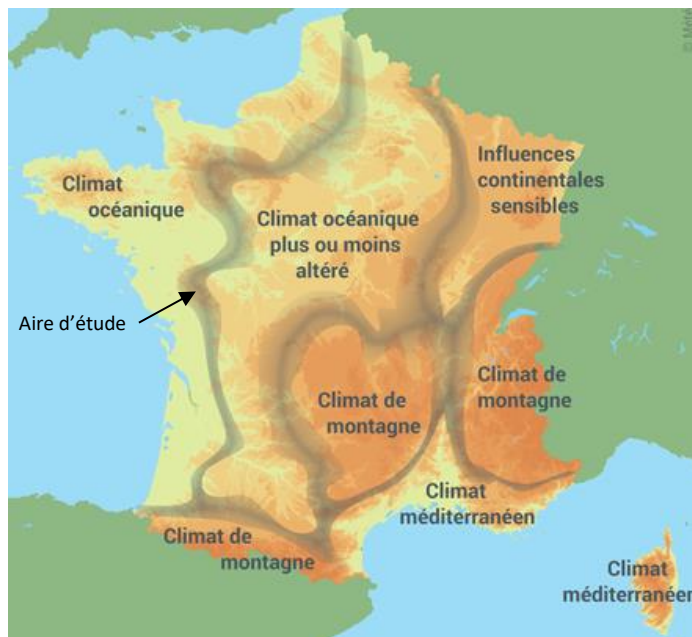 Influences
continentales
sensibles
Climat
océanique
Climat océanique
plus ou moins
altéré
Aire d'étude
Climat de
montagne
Climat de
montagne
Climat
méditerranéen
Climat de
montagne
Climat
méditerranéen